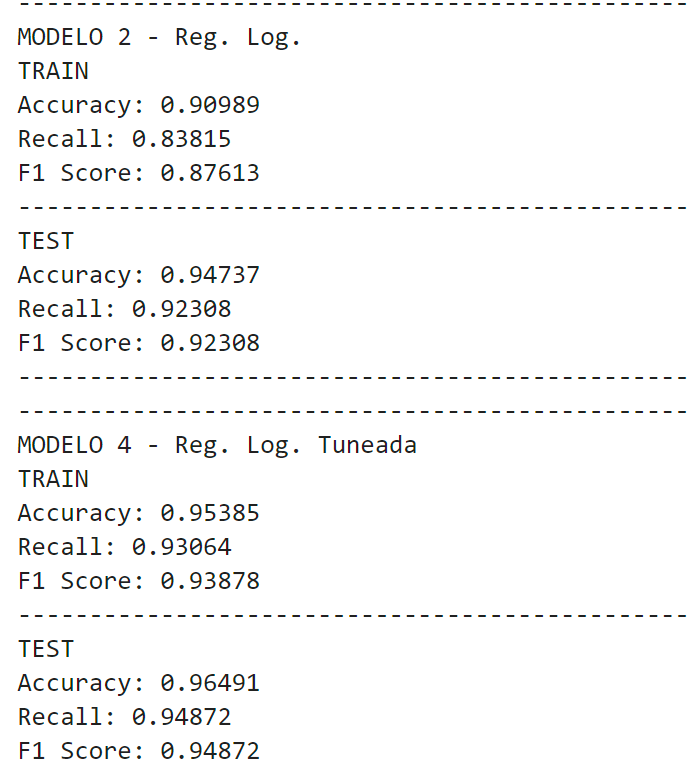 -----------------------------------------------
MODELO 2 - Reg. Log.
TRAIN
Accuracy: 0.90989
Recall: 0.83815
F1 Score: 0.87613
-----------------------------------------------
TEST
Accuracy: 0.94737
Recall: 0.92308
F1 Score: 0.92308
-----------------------------------------------
-----------------------------------------------
MODELO 4 - Reg. Log. Tuneada
TRAIN
Accuracy: 0.95385
Recall: 0.93064
F1 Score: 0.93878
-----------------------------------------------
TEST
Accuracy: 0.96491
Recall: 0.94872
F1 Score: 0.94872